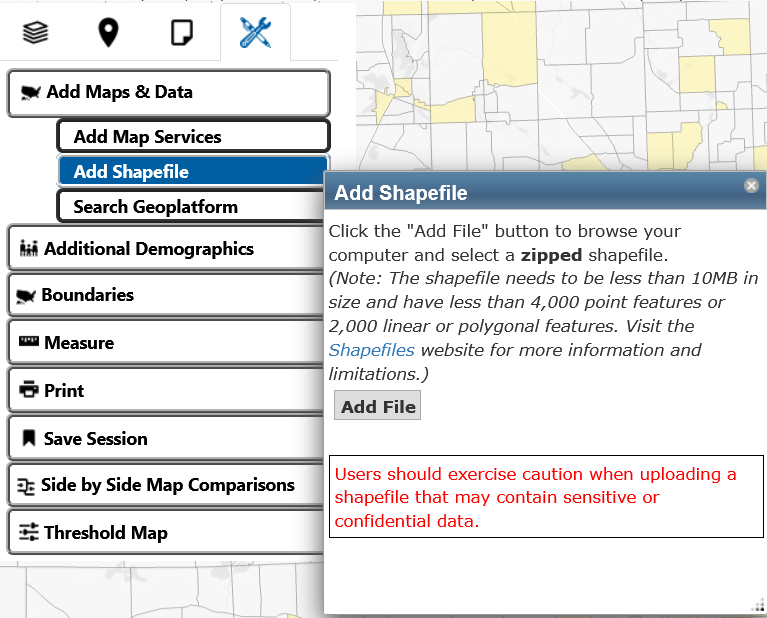 Add Maps & Data
Add Map Services
Add Shapefile
Search Geoplatform
Additional Demographics
Boundaries
Measure
Print
Save Session
Side by Side Map Comparisons
Threshold Map
Add Shapefile
Click the "Add File" button to browse your
computer and select a zipped shapefile.
(Note: The shapefile needs to be less than 10MB in
size and have less than 4,000 point features or
2,000 linear or polygonal features. Visit the
Shapefiles website for more information and
limitations.)
Add File
Users should exercise caution when uploading a
shapefile that may contain sensitive or
confidential data.